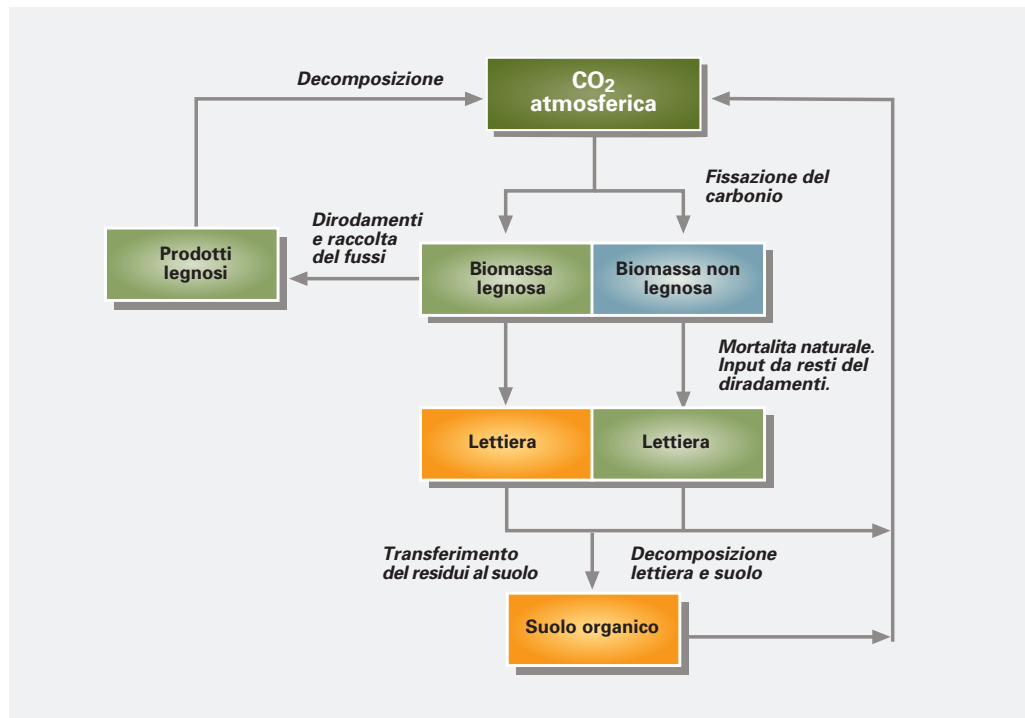 Decomposizione
CO2
atmosferica
Fissazione del
carbonio
Dirodamenti
e raccolta
del fussi
Prodotti
legnosi
Biomassa
legnosa
Biomassa non
legnosa
Mortalita naturale.
Input da resti del
diradamenti.
Lettiera
Lettiera
Transferimento
del residui al suolo
Decomposizione
lettiera e suolo
Suolo organico